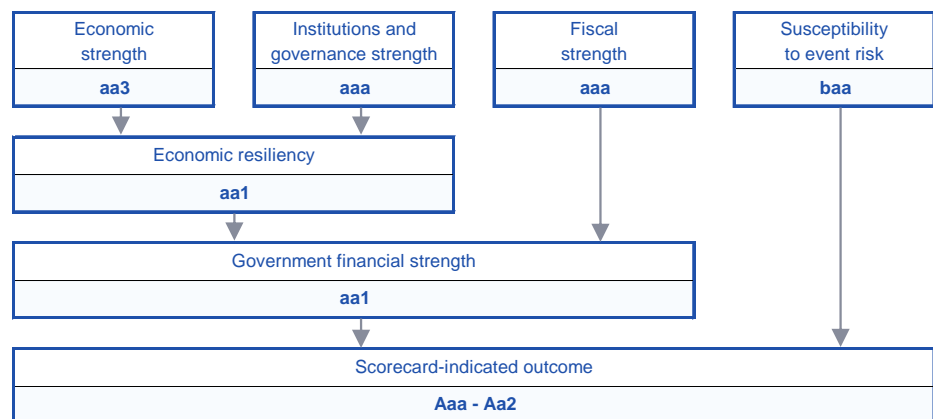 Economic
strength
aa3
Institutions and
governance strength
aaa
Fiscal
strength
aaa
Susceptibility
to event risk
baa
Economic resiliency
aa1
Government financial strength
aa1
Scorecard-indicated outcome
Aaa - Aa2